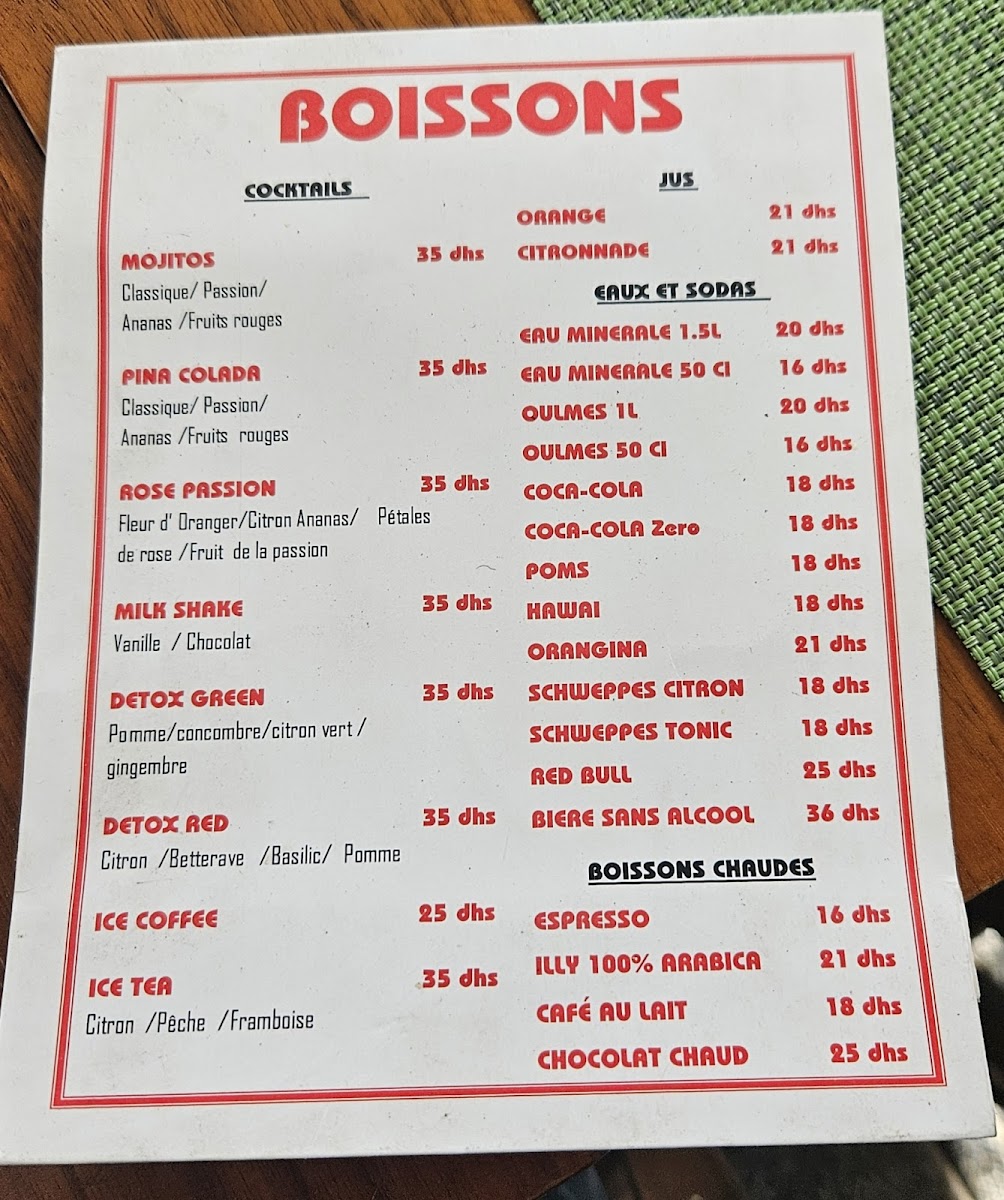 BOISSONS
COCKTAILS
MOJITOS 35 dhs
Classique/ Passion/
Ananas /Fruits rouges
PINA COLADA 35 dhs
Classique/ Passion/
Ananas /Fruits rouges
ROSE PASSION 35 dhs
Fleur d' Oranger/Citron Ananas/ Pétales
de rose /Fruit de la passion
MILK SHAKE 35 dhs
Vanille / Chocolat
DETOX GREEN 35 dhs
Pomme/concombre/citron vert /
gingembre
DETOX RED 35 dhs
Citron /Betterave /Basilic/ Pomme
ICE COFFEE 25 dhs
ICE TEA 35 dhs
Citron /Pêche /Framboise
JUS
ORANGE 21 dhs
CITRONNADE 21 dhs
EAUX ET SODAS
EAU MINERALE 1.5L 20 dhs
EAU MINERALE 50 Cl 16 dhs
OULMES 1L 20 dhs
OULMES 50 Cl 16 dhs
COCA-COLA 18 dhs
COCA-COLA Zero 18 dhs
POMS 18 dhs
HAWAI 18 dhs
ORANGINA 21 dhs
SCHWEPPES CITRON 18 dhs
SCHWEPPES TONIC 18 dhs
RED BULL 25 dhs
BIERE SANS ALCOOL 36 dhs
BOISSONS CHAUDES
ESPRESSO 16 dhs
ILLY 100% ARABICA 21 dhs
CAFÉ AU LAIT 18 dhs
CHOCOLAT CHAUD 25 dhs